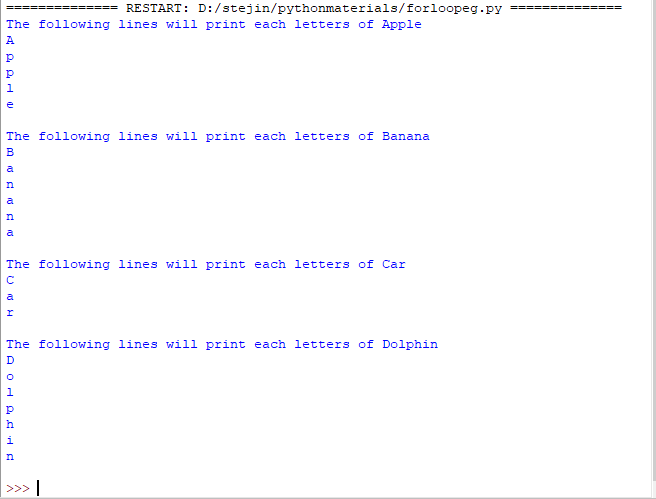 ============== RESTART: D:/stejin/pythonmaterials/forloopeg.py ==============
The following lines will print each letters of Apple
A
p
p
l
e

The following lines will print each letters of Banana
B
a
n
a
n
a

The following lines will print each letters of Car
C
a
r

The following lines will print each letters of Dolphin
D
o
l
p
h
i
n

>>>